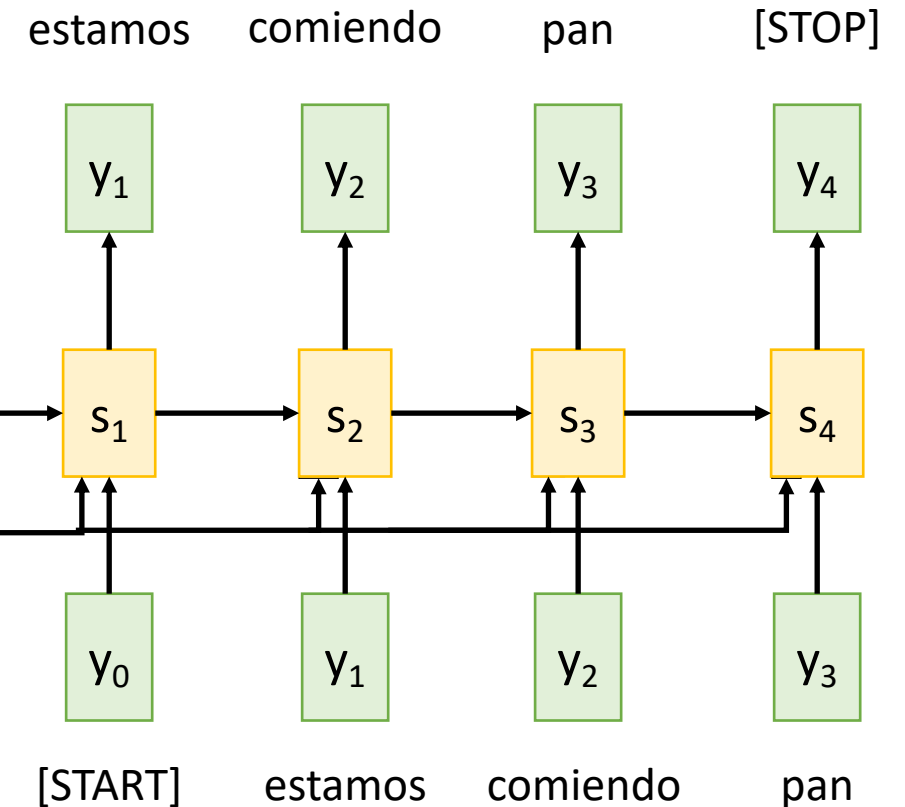 estamos comiendo pan [STOP]
y₁ y₂ y₃ y₄
s₁ s₂ s₃ s₄
y₀ y₁ y₂ y₃
[START] estamos comiendo pan